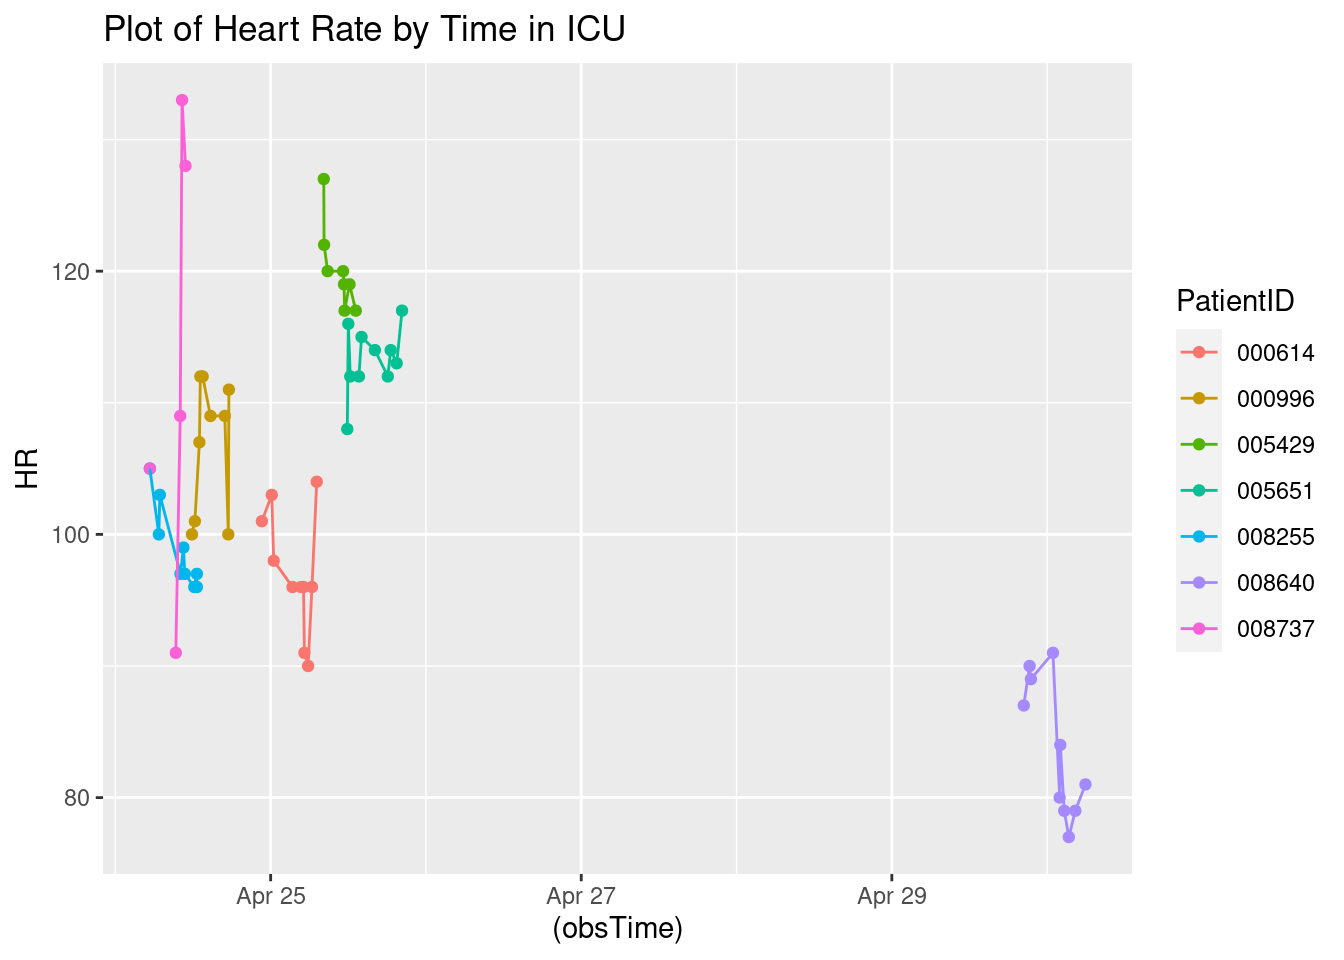 Plot of Heart Rate by Time in ICU
HR
120
100
80
Apr 25
Apr 27
Apr 29
(obsTime)
PatientID
000614
000996
005429
005651
008255
008640
008737